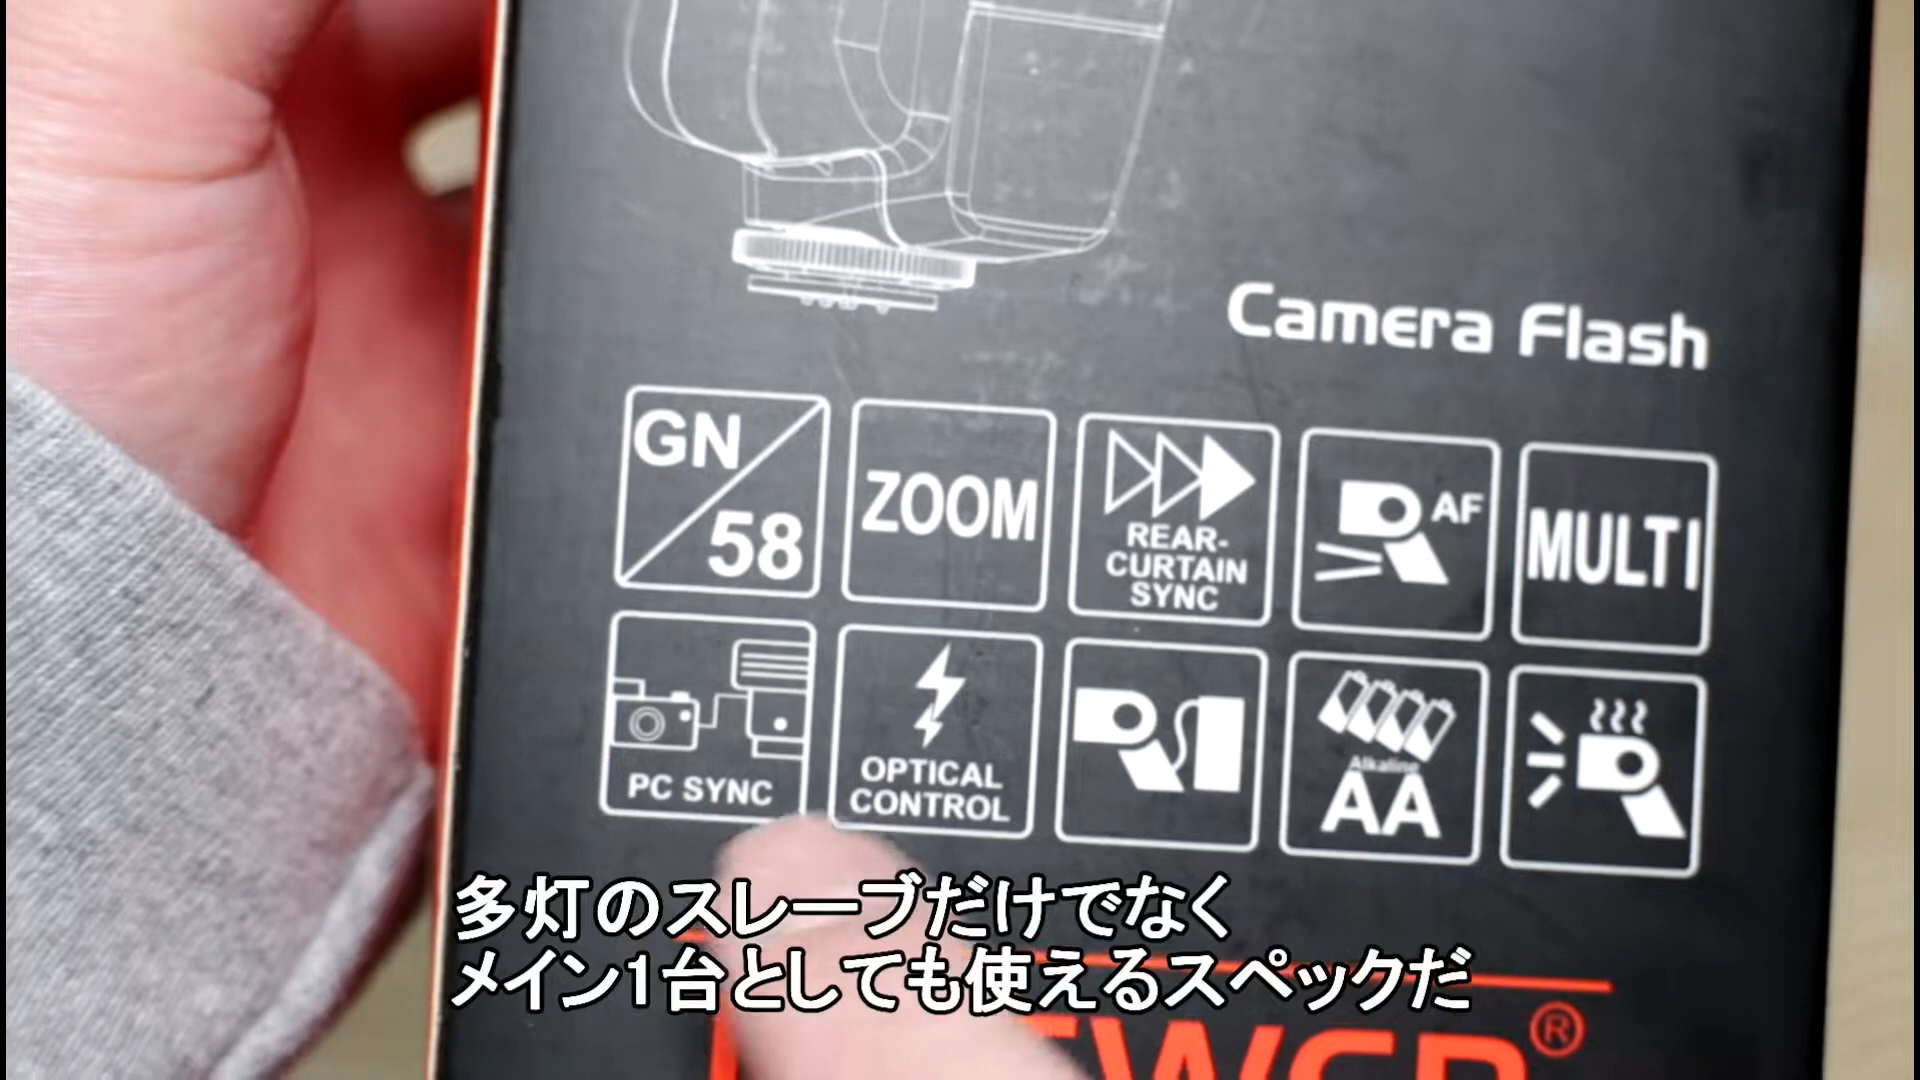 Camera Flash
GN
58
ZOOM
REAR-
CURTAIN
SYNC
AF
MULTI
PC SYNC
OPTICAL
CONTROL
Alkaline
AA
多灯のスレーブだけでなく
メイン1台としても使えるスペックだ
®